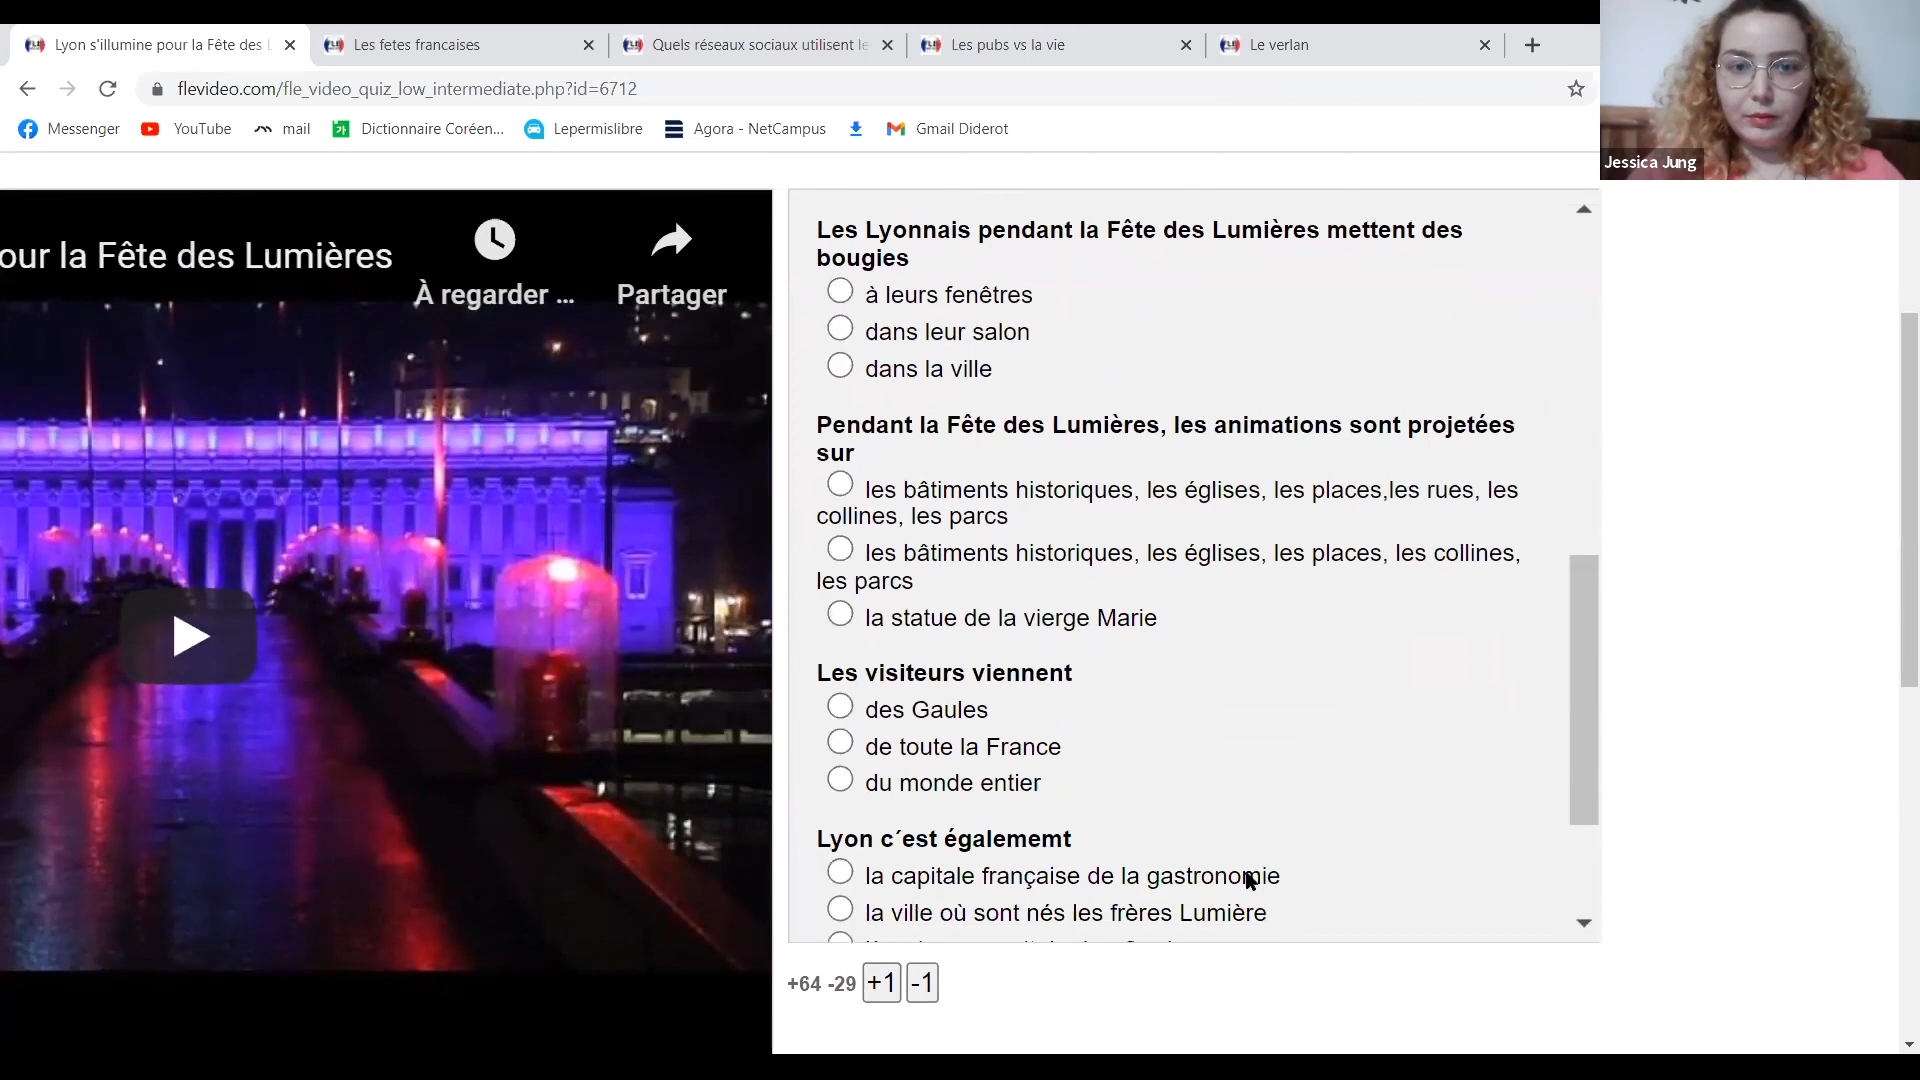 Lyon s'illumine pour la Fête des L
Les fetes francaises
Quels réseaux sociaux utilisent le
Les pubs vs la vie
Le verlan
flevideo.com/fle_video_quiz_low_intermediate.php?id=6712
Messenger
YouTube
mail
Dictionnaire Coréen...
Lepermislibre
Agora - NetCampus
Gmail Diderot
Jessica Jung
our la Fête des Lumières
À regarder ...
Partager
Les Lyonnais pendant la Fête des Lumières mettent des
bougies
à leurs fenêtres
dans leur salon
dans la ville
Pendant la Fête des Lumières, les animations sont projetées
sur
les bâtiments historiques, les églises, les places,les rues, les
collines, les parcs
les bâtiments historiques, les églises, les places, les collines,
les parcs
la statue de la vierge Marie
Les visiteurs viennent
des Gaules
de toute la France
du monde entier
Lyon c´est égalememt
la capitale française de la gastronomie
la ville où sont nés les frères Lumière
+64 -29 +1 -1